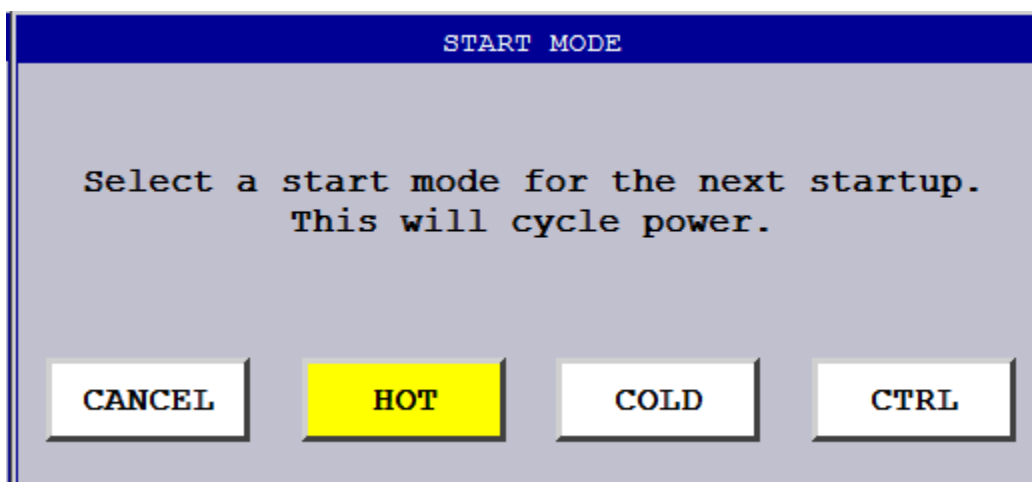 START MODE
Select a start mode for the next startup.
This will cycle power.
CANCEL HOT COLD CTRL